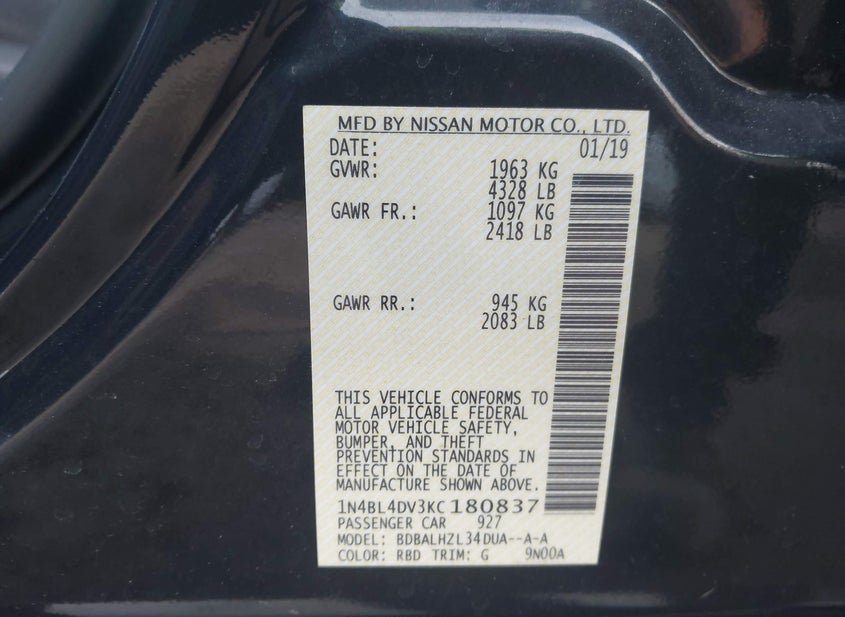 MFD BY NISSAN MOTOR CO., LTD.
DATE: 01/19
GVWR: 1963 KG
4328 LB
GAWR FR.: 1097 KG
2418 LB
GAWR RR.: 945 KG
2083 LB
THIS VEHICLE CONFORMS TO
ALL APPLICABLE FEDERAL
MOTOR VEHICLE SAFETY,
BUMPER, AND THEFT
PREVENTION STANDARDS IN
EFFECT ON THE DATE OF
MANUFACTURE SHOWN ABOVE.
1N4BL4DV3KC180837
PASSENGER CAR 927
MODEL: BDBALHZL34DUA--A-A
COLOR: RBD TRIM: G 9N00A